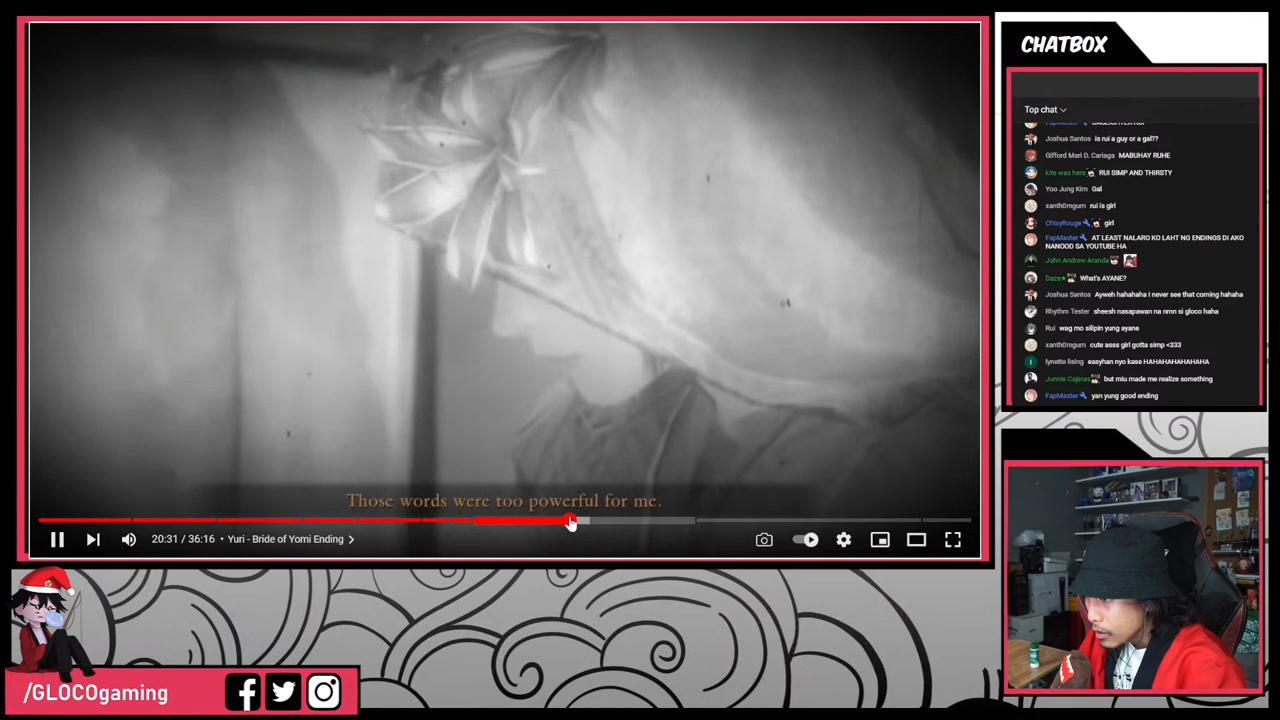 CHATBOX
Top chat
Joshua Santos is rui a guy or a gal??
Gifford Mari D. Cariaga MABUHAY RUHE
kite was here RUI SIMP AND THIRSTY
Yoo Jung Kim Gal
xanth0mgum rui is girl
ChixyRouge girl
FapMaster AT LEAST NALARO KO LAHT NG ENDINGS DI AKO
NANOOD SA YOUTUBE HA
John Andrew Aranda
Daze What's AYANE?
Joshua Santos Ayweh hahahaha I never see that coming hahaha
Rhythm Tester sheesh nasapawan na nmn si gloco haha
Rui wag mo silipin yung ayane
xanth0mgum cute asss girl gotta simp <333
lynette lising easyhan nyo kase HAHAHAHAHAHAHA
Junnie Cajeras but miu made me realize something
FapMaster yan yung good ending
Those words were too powerful for me.
20:31 / 36:16 • Yuri - Bride of Yomi Ending
/GLOCOgaming